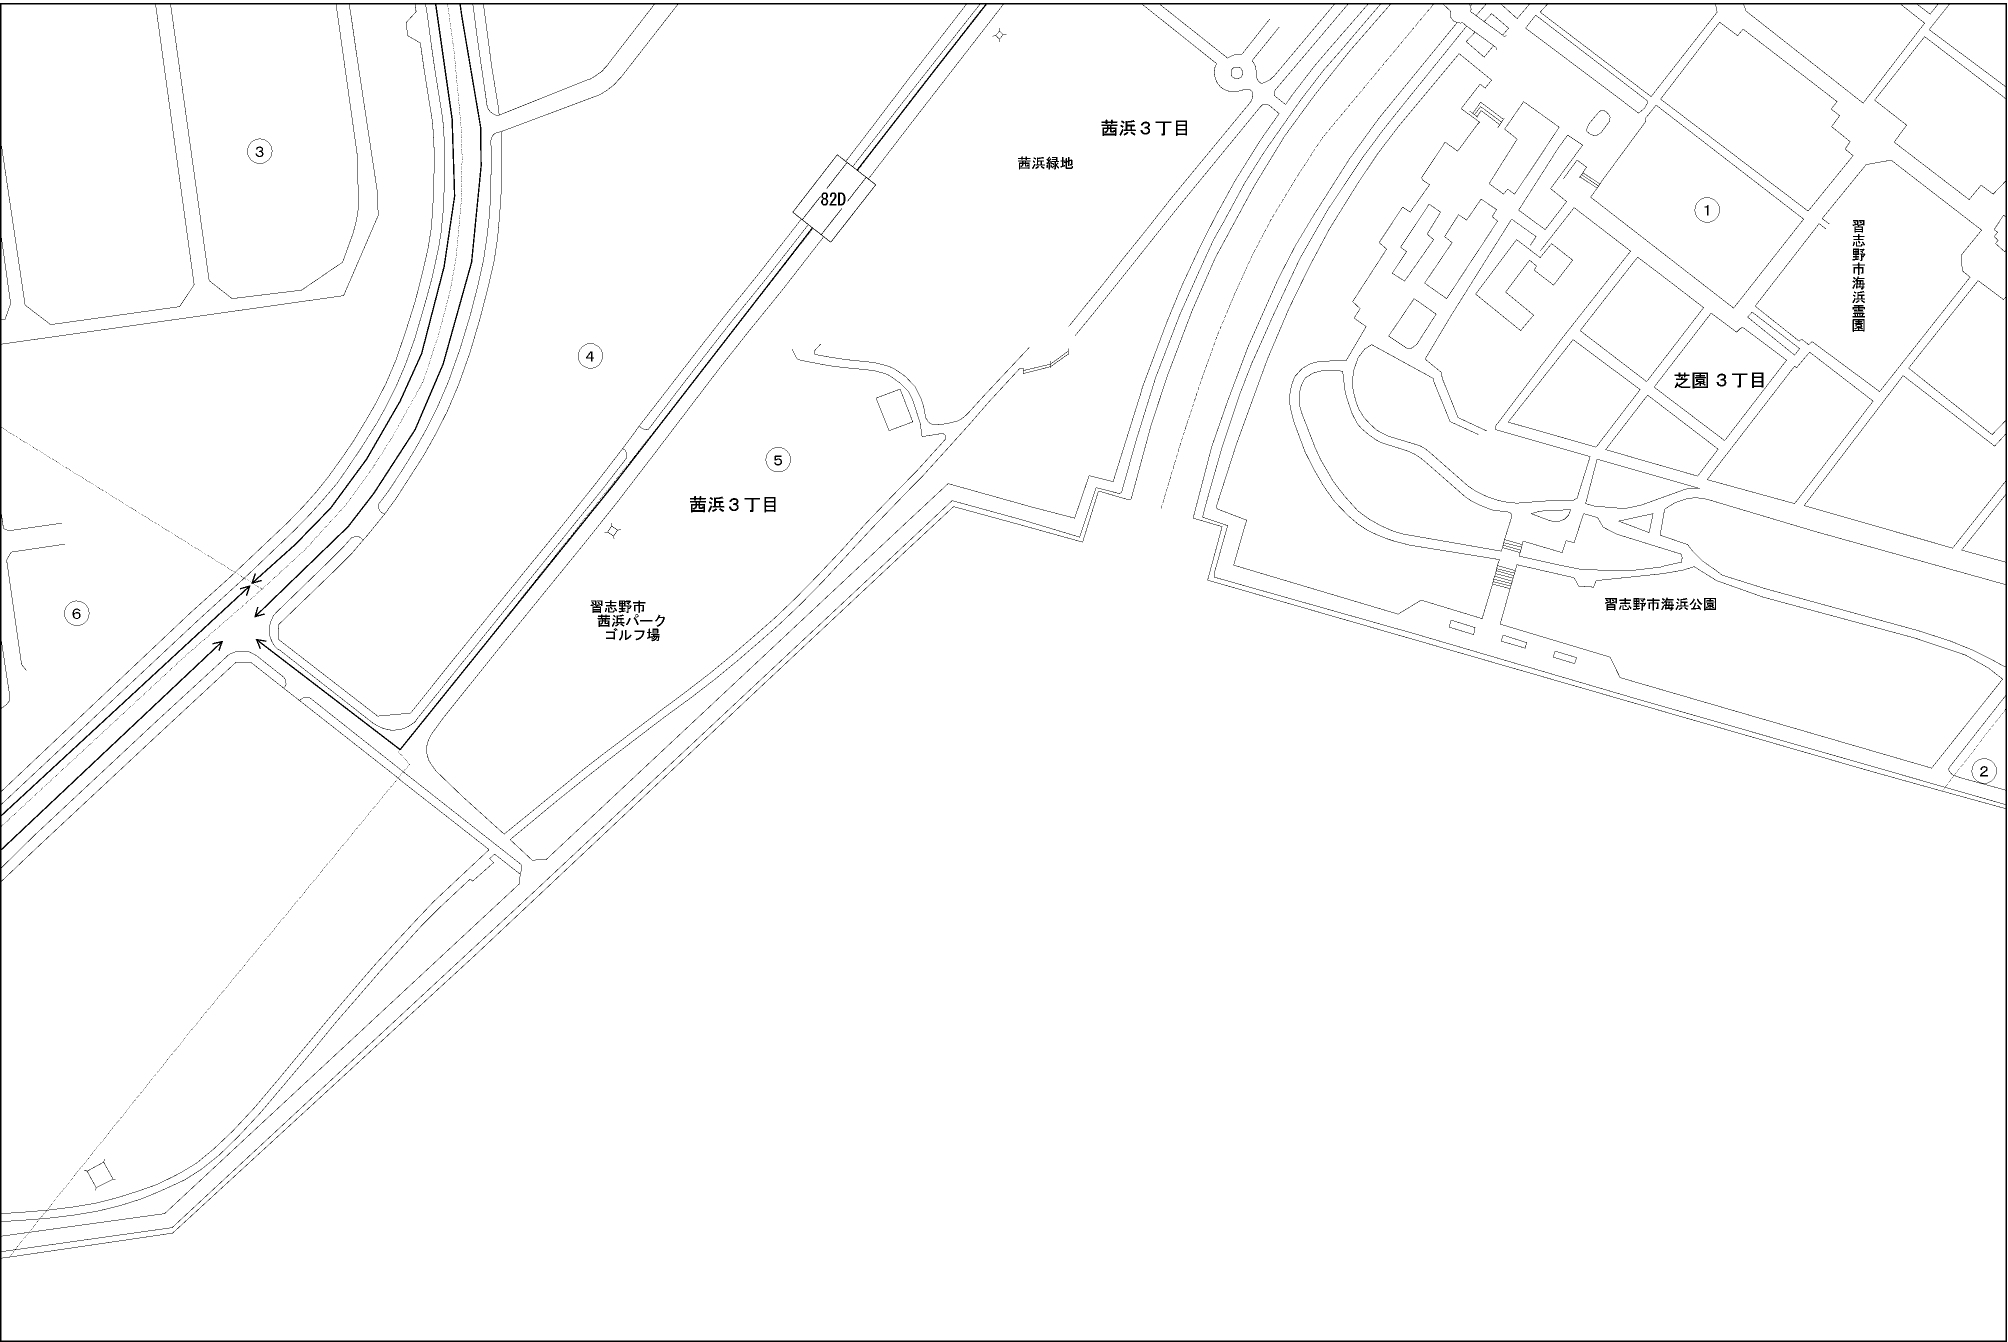 ③
82D
茜浜３丁目
茜浜緑地
①
習志野市海浜霊園
④
芝園３丁目
⑤
茜浜３丁目
⑥
習志野市
茜浜パーク
ゴルフ場
習志野市海浜公園
②